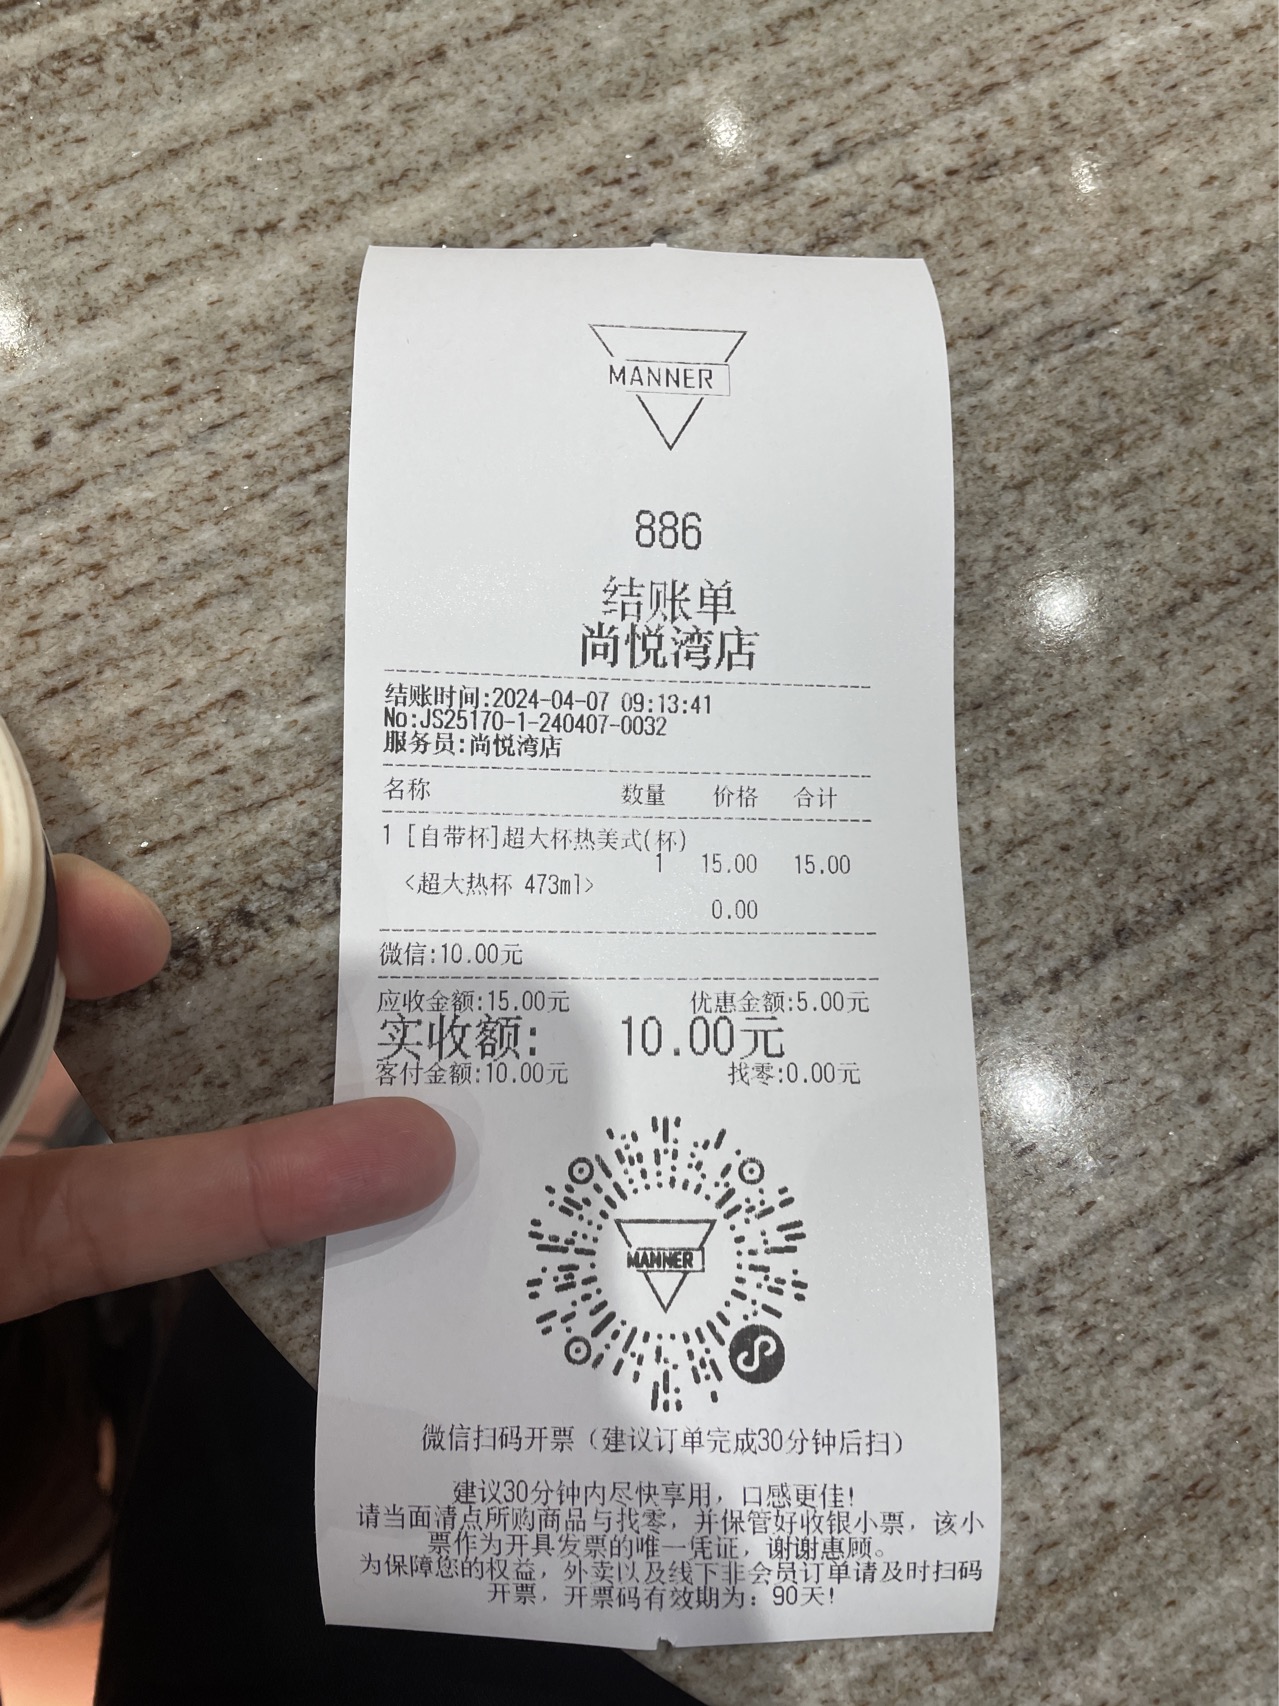 MANNER
886
结账单
尚悦湾店
结账时间:2024-04-07 09:13:41
No:JS25170-1-240407-0032
服务员:尚悦湾店
名称 数量 价格 合计
1 [自带杯]超大杯热美式(杯)
1 15.00 15.00
<超大热杯 473ml>
0.00
微信:10.00元
应收金额:15.00元 优惠金额:5.00元
实收额: 10.00元
客付金额:10.00元 找零:0.00元
MANNER
微信扫码开票（建议订单完成30分钟后扫）
建议30分钟内尽快享用，口感更佳!
请当面清点所购商品与找零，并保管好收银小票，该小
票作为开具发票的唯一凭证，谢谢惠顾。
为保障您的权益，外卖以及线下非会员订单请及时扫码
开票，开票码有效期为：90天!